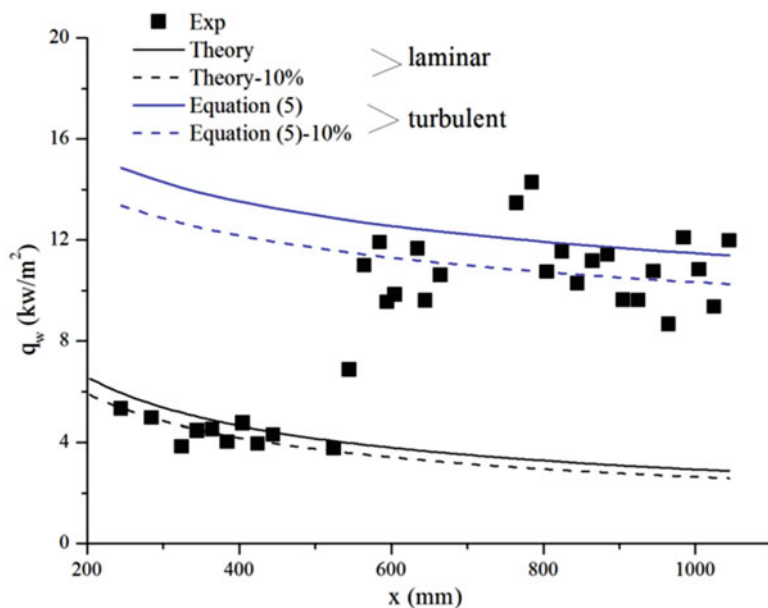 Exp
Theory
Theory-10%
laminar
Equation (5)
Equation (5)-10%
turbulent
20
16
12
8
4
0
q_w (kw/m²)
200
400
600
800
1000
x (mm)